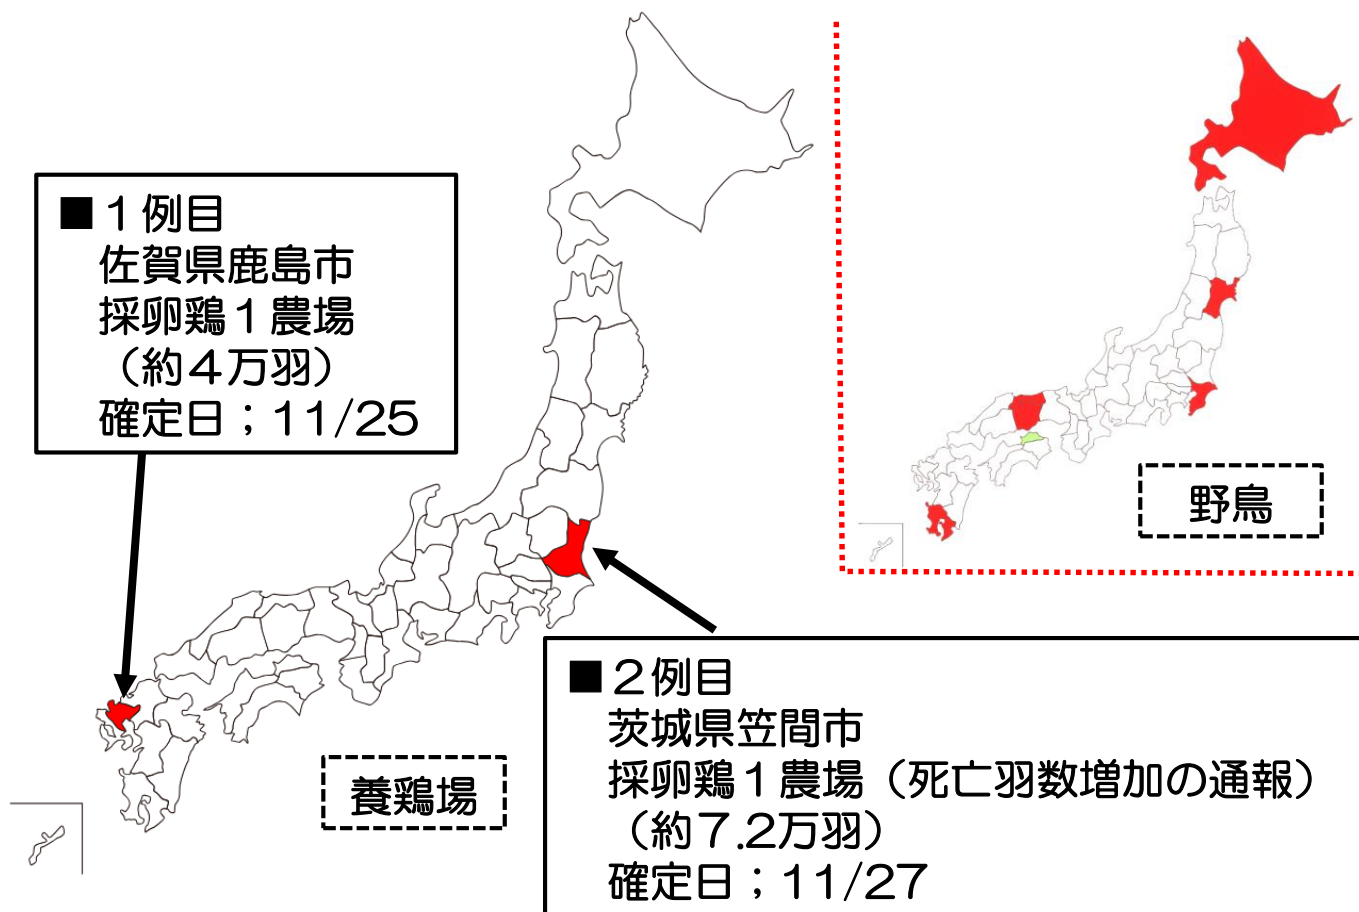 ■１例目
佐賀県鹿島市
採卵鶏１農場
（約４万羽）
確定日；11/25
野鳥
■２例目
茨城県笠間市
採卵鶏１農場（死亡羽数増加の通報）
（約７.２万羽）
確定日；11/27
養鶏場